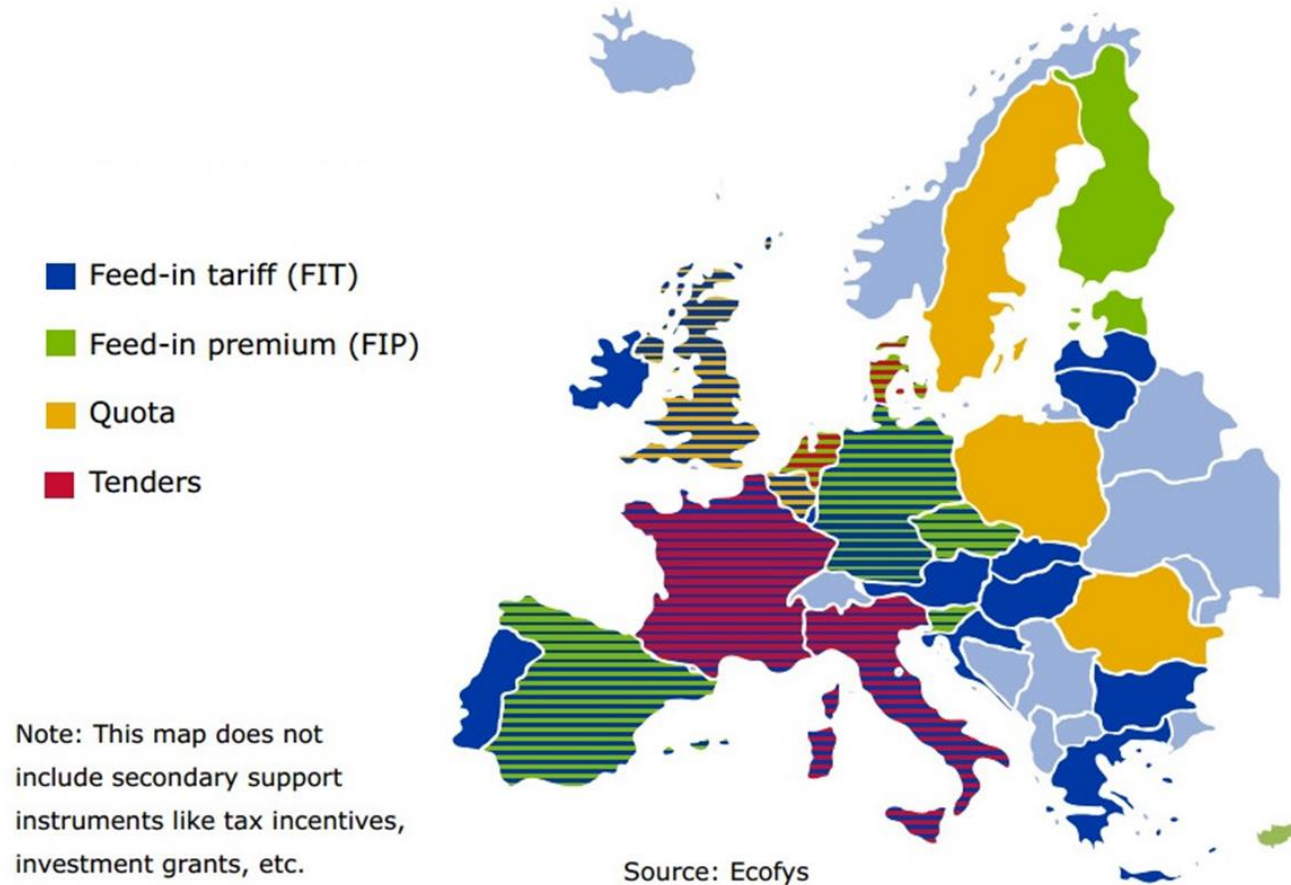 Feed-in tariff (FIT)
Feed-in premium (FIP)
Quota
Tenders
Note: This map does not
include secondary support
instruments like tax incentives,
investment grants, etc.
Source: Ecofys